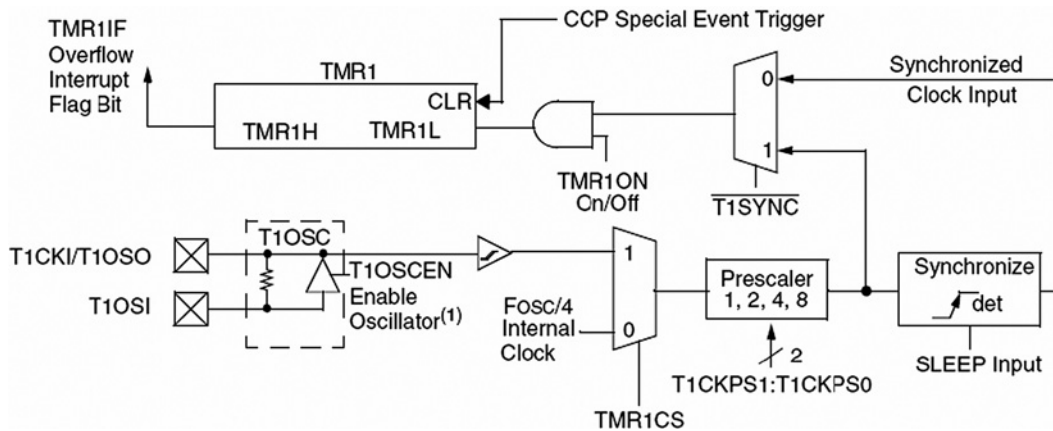 CCP Special Event Trigger
TMR1IF
Overflow
Interrupt
Flag Bit
TMR1
CLR
TMR1H
TMR1L
0
1
Synchronized
Clock Input
TMR1ON
On/Off
T1SYNC
T1OSC
T1CKI/T1OSO
T1OSI
T1OSCEN
Enable
Oscillator(1)
FOSC/4
Internal
Clock
1
0
TMR1CS
Prescaler
1, 2, 4, 8
2
T1CKPS1:T1CKPS0
Synchronize
det
SLEEP Input